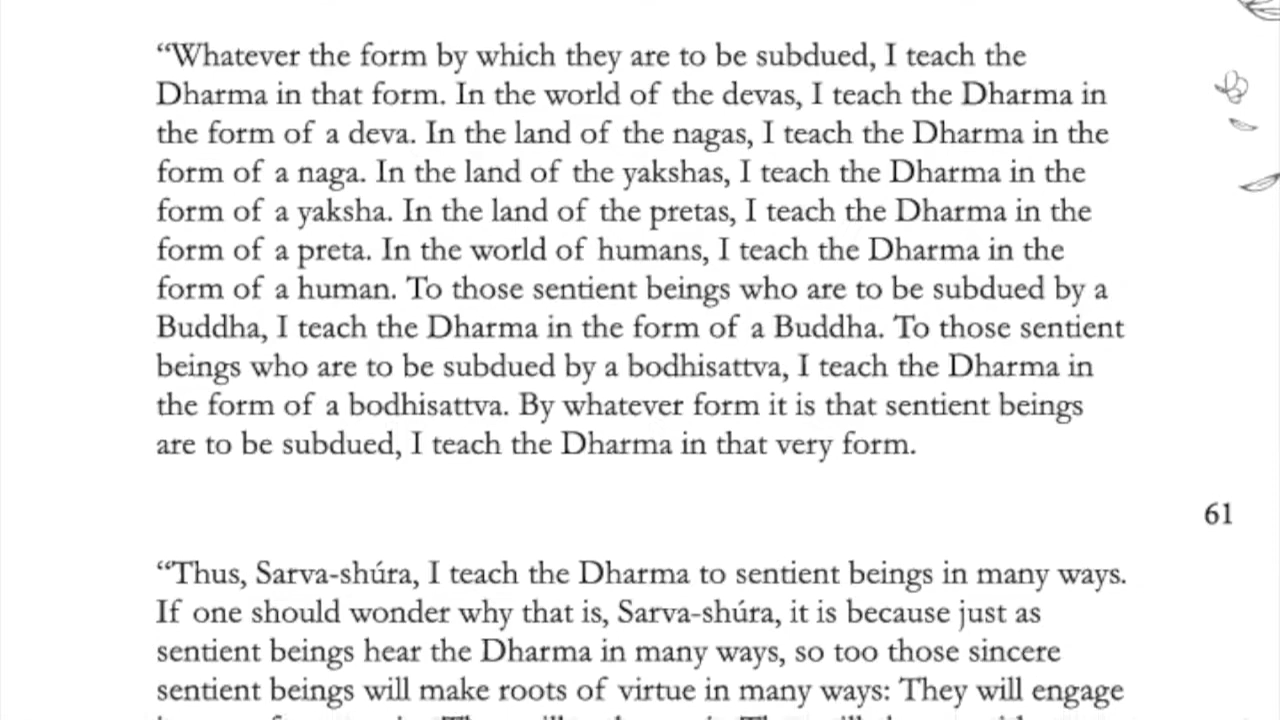 “Whatever the form by which they are to be subdued, I teach the
Dharma in that form. In the world of the devas, I teach the Dharma in
the form of a deva. In the land of the nagas, I teach the Dharma in the
form of a naga. In the land of the yakshas, I teach the Dharma in the
form of a yaksha. In the land of the pretas, I teach the Dharma in the
form of a preta. In the world of humans, I teach the Dharma in the
form of a human. To those sentient beings who are to be subdued by a
Buddha, I teach the Dharma in the form of a Buddha. To those sentient
beings who are to be subdued by a bodhisattva, I teach the Dharma in
the form of a bodhisattva. By whatever form it is that sentient beings
are to be subdued, I teach the Dharma in that very form.
61
“Thus, Sarva-shúra, I teach the Dharma to sentient beings in many ways.
If one should wonder why that is, Sarva-shúra, it is because just as
sentient beings hear the Dharma in many ways, so too those sincere
sentient beings will make roots of virtue in many ways: They will engage